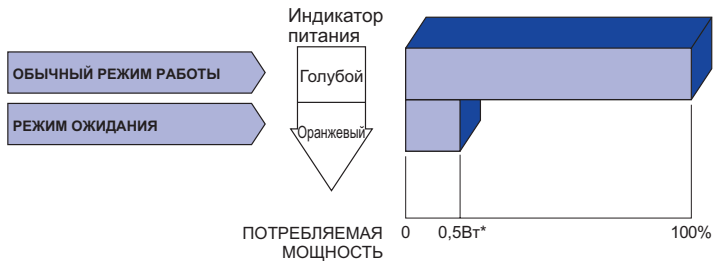 Индикатор
питания
ОБЫЧНЫЙ РЕЖИМ РАБОТЫ
Голубой
РЕЖИМ ОЖИДАНИЯ
Оранжевый
ПОТРЕБЛЯЕМАЯ
МОЩНОСТЬ
0 0,5Вт* 100%